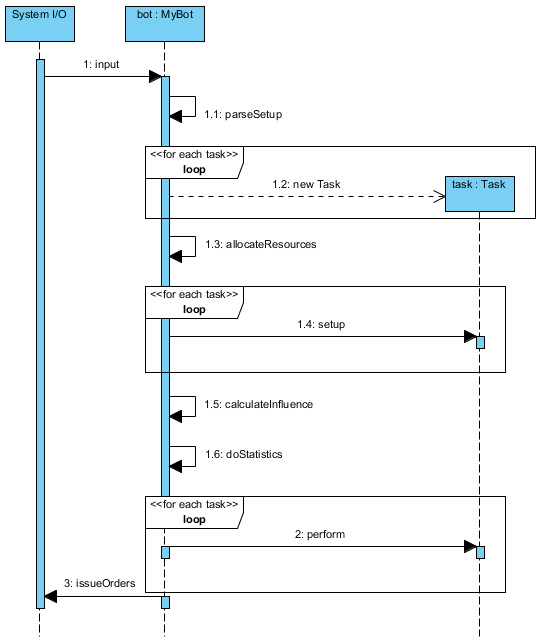 System I/O
bot : MyBot
1: input
1.1: parseSetup
<<for each task>>
loop
1.2: new Task
task : Task
1.3: allocateResources
<<for each task>>
loop
1.4: setup
1.5: calculateInfluence
1.6: doStatistics
<<for each task>>
loop
2: perform
3: issueOrders